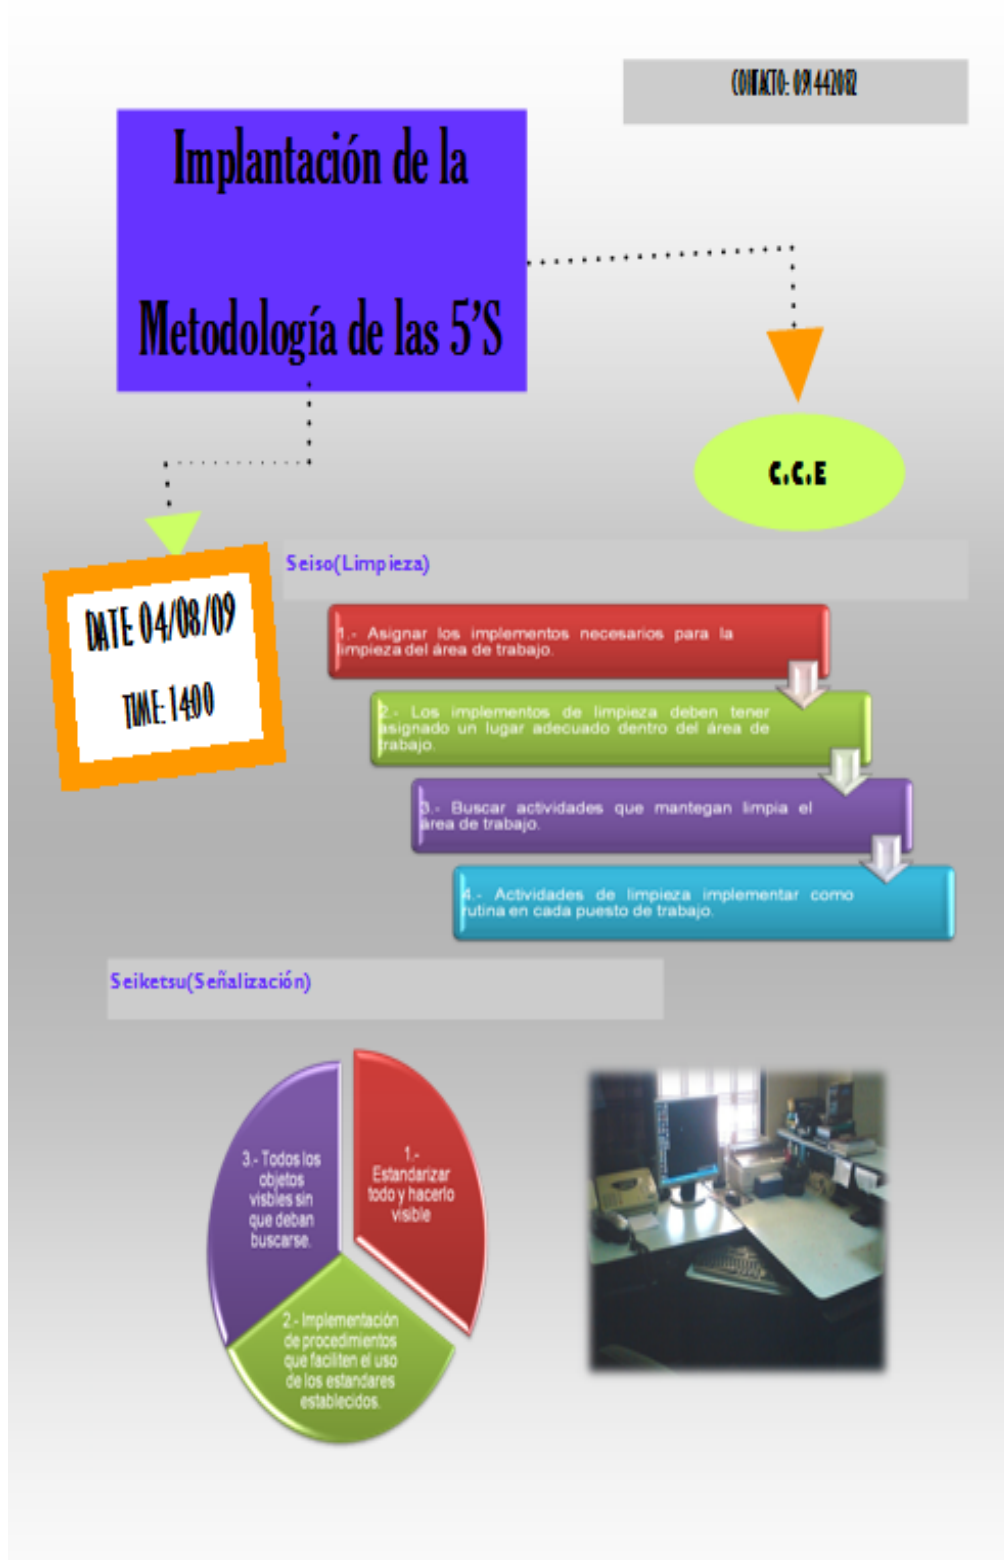 CONTACTO: 091442082
Implantación de la
Metodología de las 5'S
C.C.E
DATE 04/08/09
TIME: 14:00
Seiso(Limpieza)
1.- Asignar los implementos necesarios para la
limpieza del área de trabajo.
2.- Los implementos de limpieza deben tener
asignado un lugar adecuado dentro del área de
trabajo.
3.- Buscar actividades que mantegan limpia el
área de trabajo.
4.- Actividades de limpieza implementar como
rutina en cada puesto de trabajo.
Seiketsu(Señalización)
1.-
Estandarizar
todo y hacerlo
visible
2.- Implementación
de procedimientos
que faciliten el uso
de los estandares
establecidos.
3.- Todos los
objetos
visbles sin
que deban
buscarse.